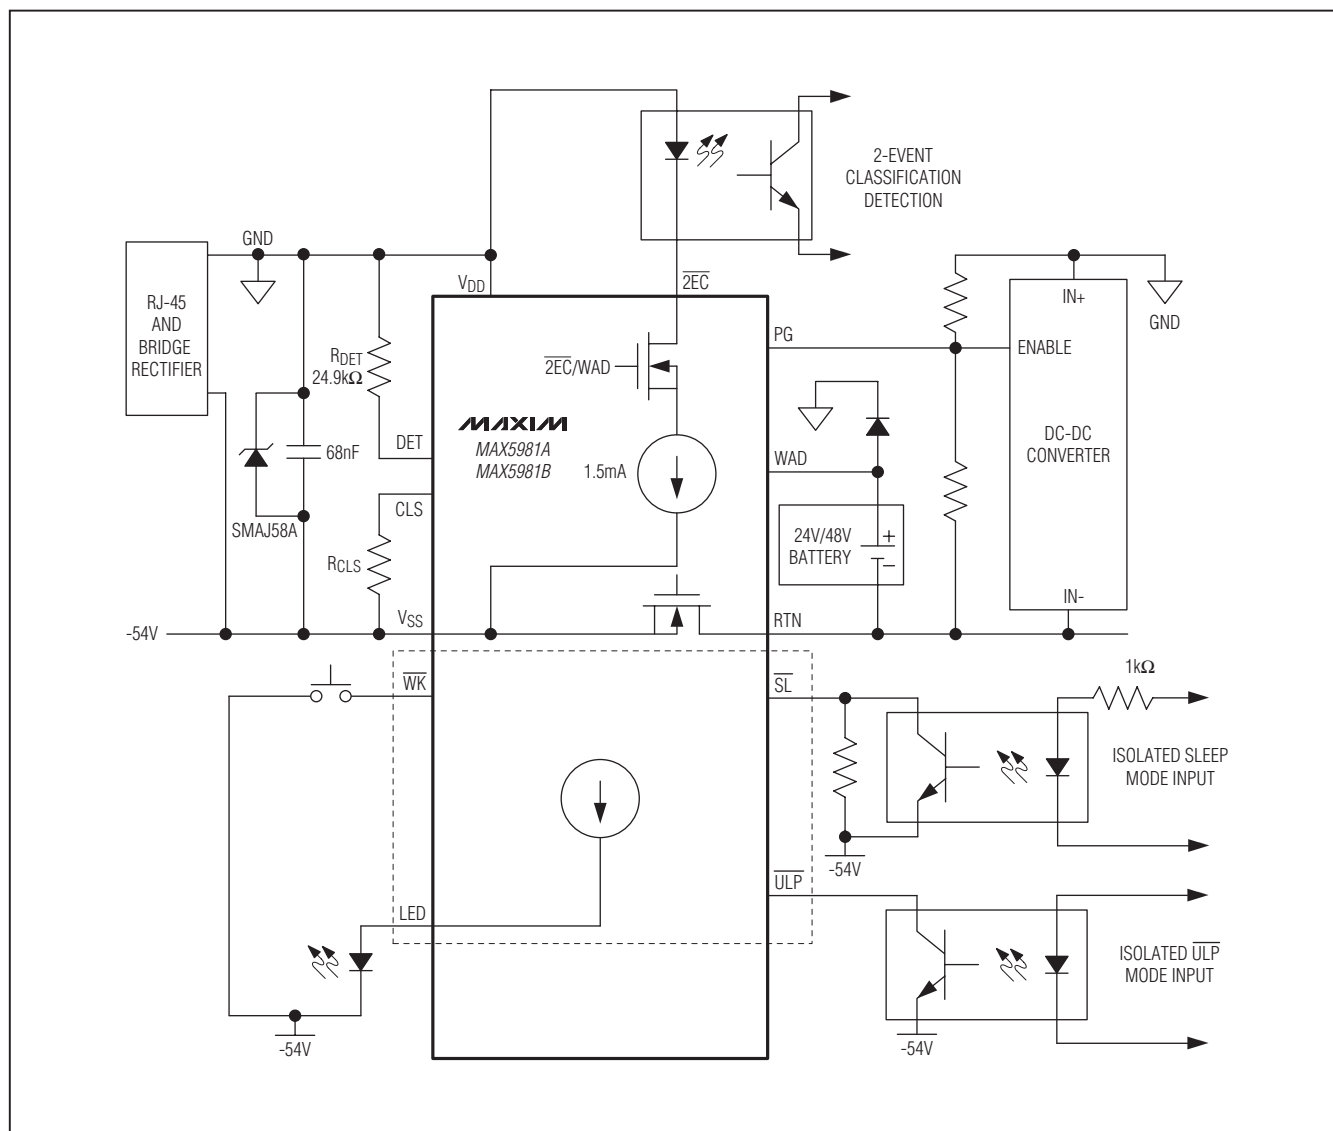 2-EVENT
CLASSIFICATION
DETECTION
GND
VDD
2EC
RJ-45
AND
BRIDGE
RECTIFIER
IN+
GND
PG
ENABLE
RDET
24.9kΩ
2EC/WAD
MAXIM
MAX5981A
MAX5981B
DET
68nF
1.5mA
WAD
DC-DC
CONVERTER
CLS
SMAJ58A
24V/48V
BATTERY
+
−
RCLS
IN-
VSS
RTN
-54V
WK
SL
1kΩ
ISOLATED SLEEP
MODE INPUT
-54V
ULP
LED
ISOLATED ULP
MODE INPUT
-54V
-54V